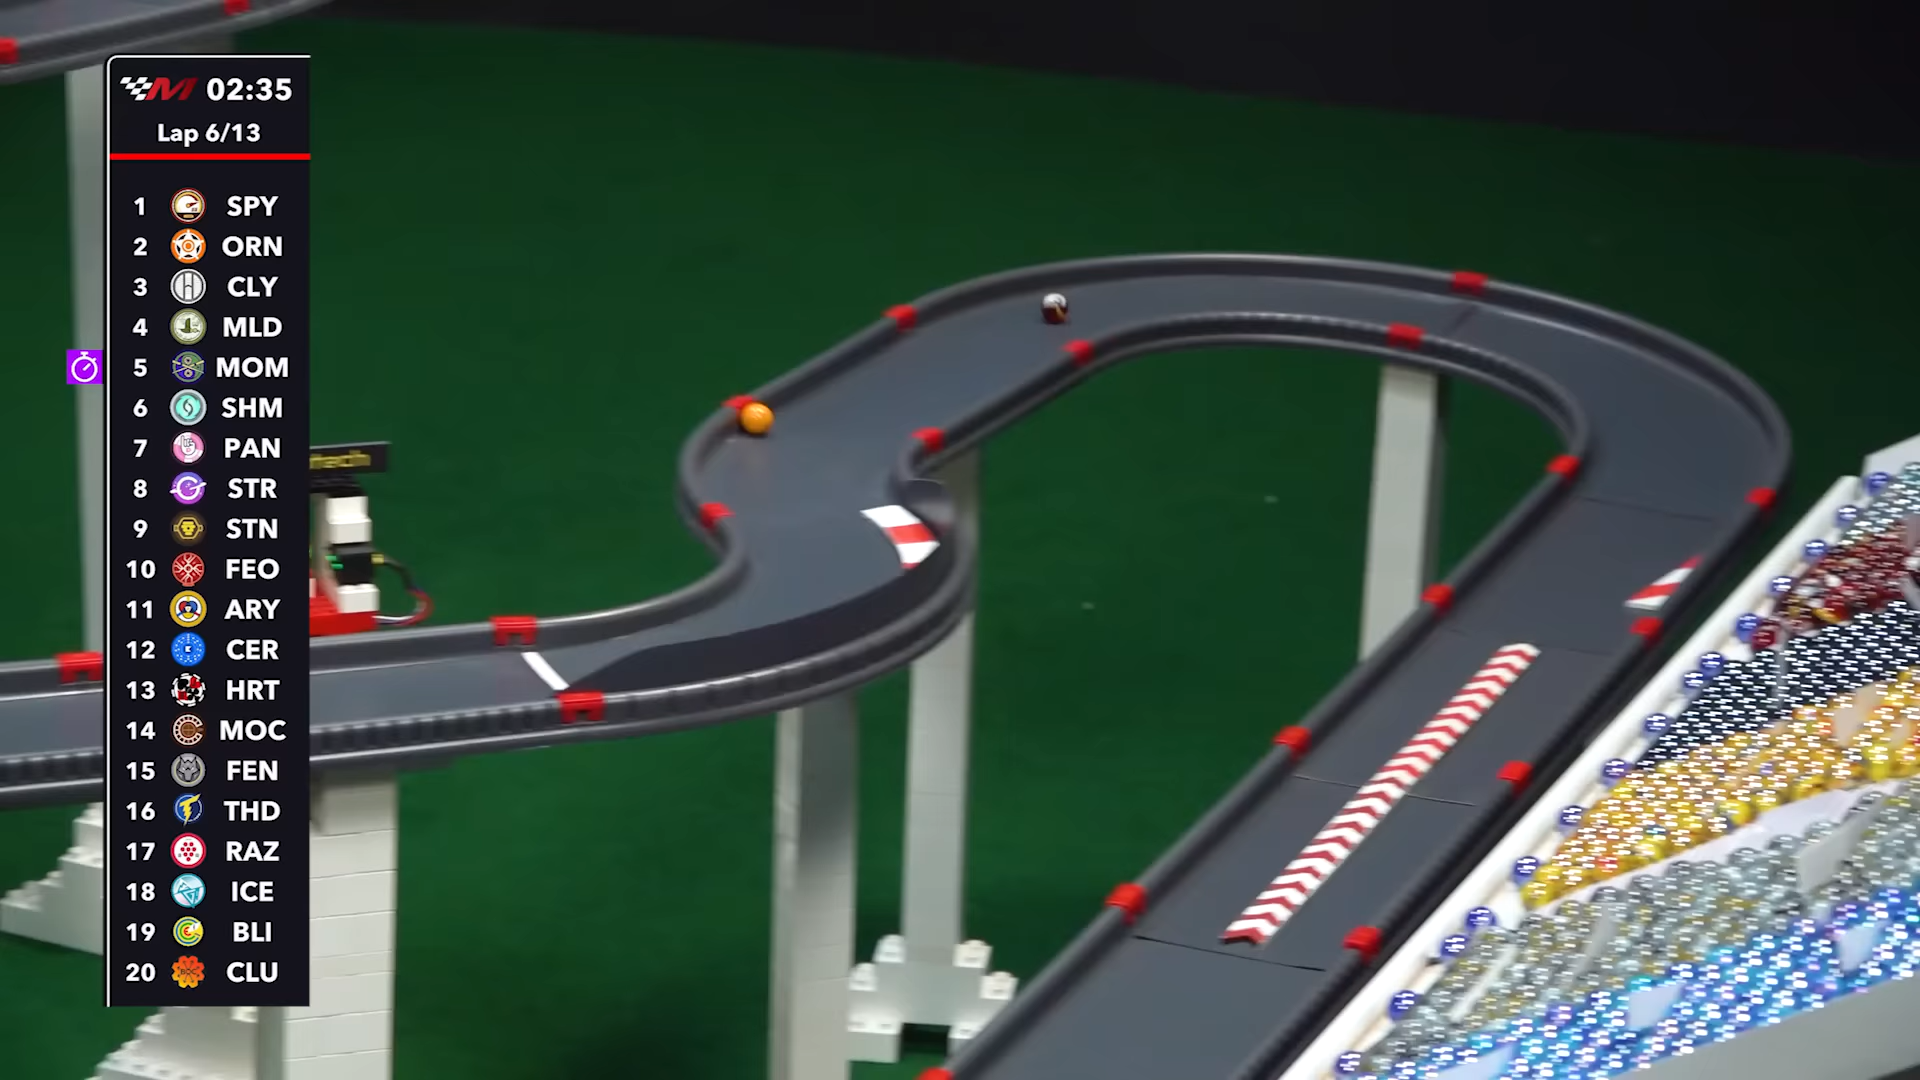 M 02:35
Lap 6/13
1 SPY
2 ORN
3 CLY
4 MLD
5 MOM
6 SHM
7 PAN
8 STR
9 STN
10 FEO
11 ARY
12 CER
13 HRT
14 MOC
15 FEN
16 THD
17 RAZ
18 ICE
19 BLI
20 CLU